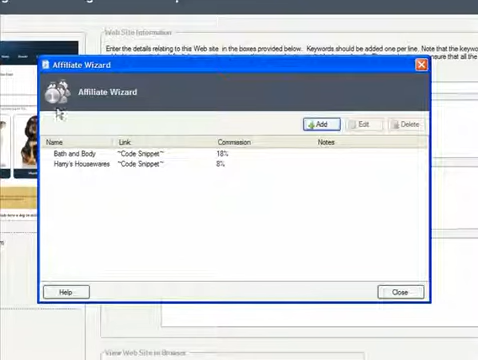 Web Site Information
Enter the details relating to this Web site in the boxes provided below. Keywords should be added one per line. Note that the keywo
Affiliate Wizard
Affiliate Wizard
Add
Edit
Delete
Name Link Commission Notes
Bath and Body ~Code Snippet~ 18%
Harry's Housewares ~Code Snippet~ 8%
Help
Close
View Web Site in Browser